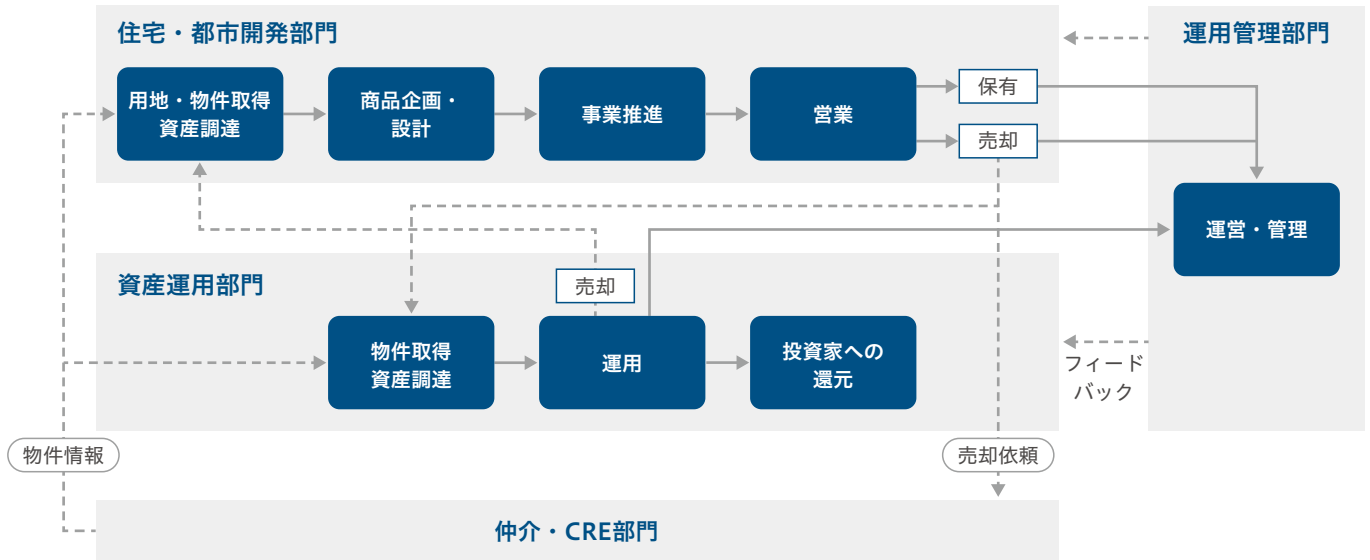 住宅・都市開発部門
運用管理部門
用地・物件取得
資産調達
商品企画・
設計
事業推進
営業
保有
売却
運営・管理
資産運用部門
売却
物件取得
資産調達
運用
投資家への
還元
フィード
バック
物件情報
売却依頼
仲介・CRE部門